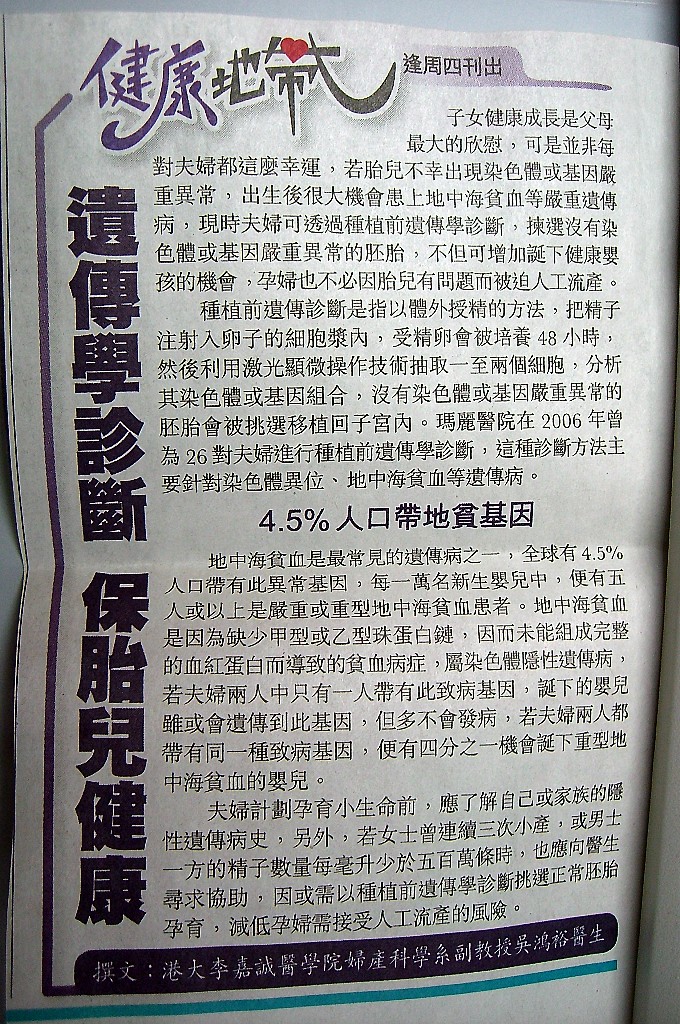 健康地帶
逢周四刊出
遺傳學診斷 保胎兒健康
子女健康成長是父母
最大的欣慰，可是並非每
對夫婦都這麼幸運，若胎兒不幸出現染色體或基因嚴
重異常，出生後很大機會患上地中海貧血等嚴重遺傳
病，現時夫婦可透過種植前遺傳學診斷，揀選沒有染
色體或基因嚴重異常的胚胎，不但可增加誕下健康嬰
孩的機會，孕婦也不必因胎兒有問題而被迫人工流產。
種植前遺傳診斷是指以體外授精的方法，把精子
注射入卵子的細胞漿內，受精卵會被培養 48 小時，
然後利用激光顯微操作技術抽取一至兩個細胞，分析
其染色體或基因組合，沒有染色體或基因嚴重異常的
胚胎會被挑選移植回子宮內。瑪麗醫院在 2006 年曾
為 26 對夫婦進行種植前遺傳學診斷，這種診斷方法主
要針對染色體異位、地中海貧血等遺傳病。
4.5% 人口帶地貧基因
地中海貧血是最常見的遺傳病之一，全球有 4.5%
人口帶有此異常基因，每一萬名新生嬰兒中，便有五
人或以上是嚴重或重型地中海貧血患者。地中海貧血
是因為缺少甲型或乙型珠蛋白鏈，因而未能組成完整
的血紅蛋白而導致的貧血病症，屬染色體隱性遺傳病，
若夫婦兩人中只有一人帶有此致病基因，誕下的嬰兒
雖或會遺傳到此基因，但多不會發病，若夫婦兩人都
帶有同一種致病基因，便有四分之一機會誕下重型地
中海貧血的嬰兒。
夫婦計劃孕育小生命前，應了解自己或家族的隱
性遺傳病史，另外，若女士曾連續三次小產，或男士
一方的精子數量每毫升少於五百萬條時，也應向醫生
尋求協助，因或需以種植前遺傳學診斷挑選正常胚胎
孕育，減低孕婦需接受人工流產的風險。
撰文：港大李嘉誠醫學院婦產科學系副教授吳鴻裕醫生